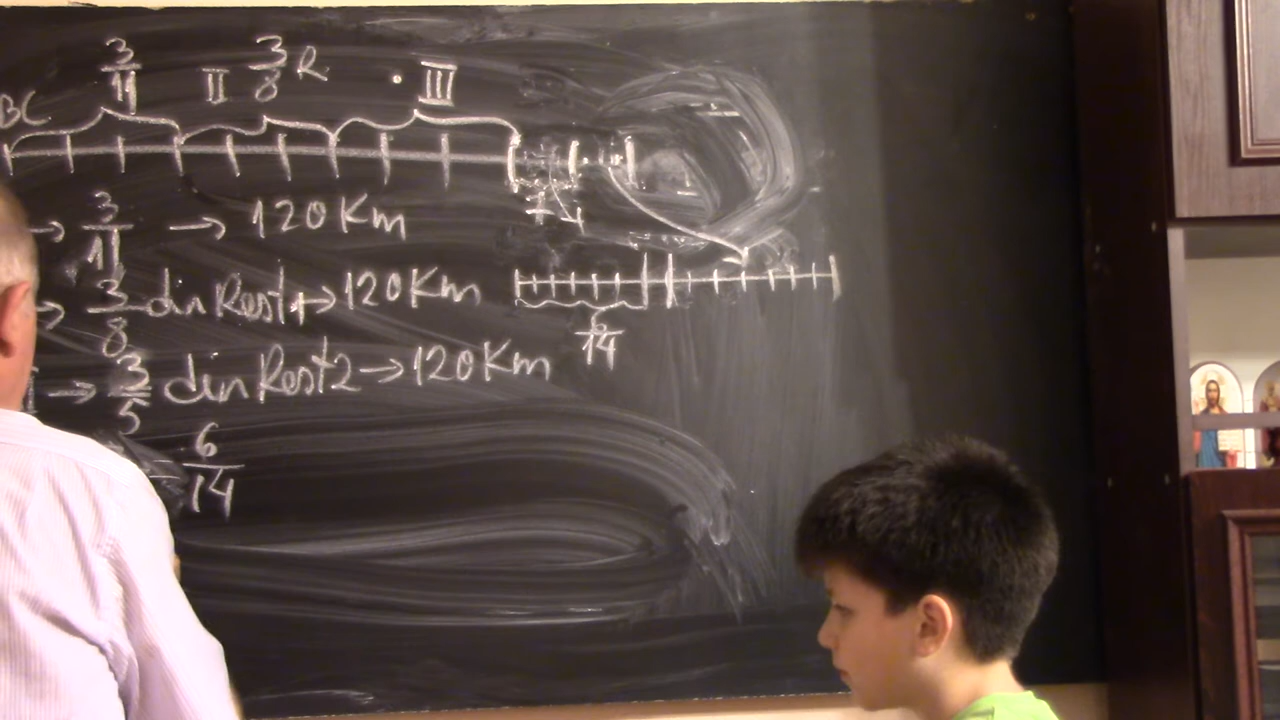 3/11 II 3/8 R III
BC
→ 3/11 → 120 Km
→ 3/8 din Rest1 → 120 Km
→ 3/5 din Rest2 → 120 Km
6/14
= 6/14